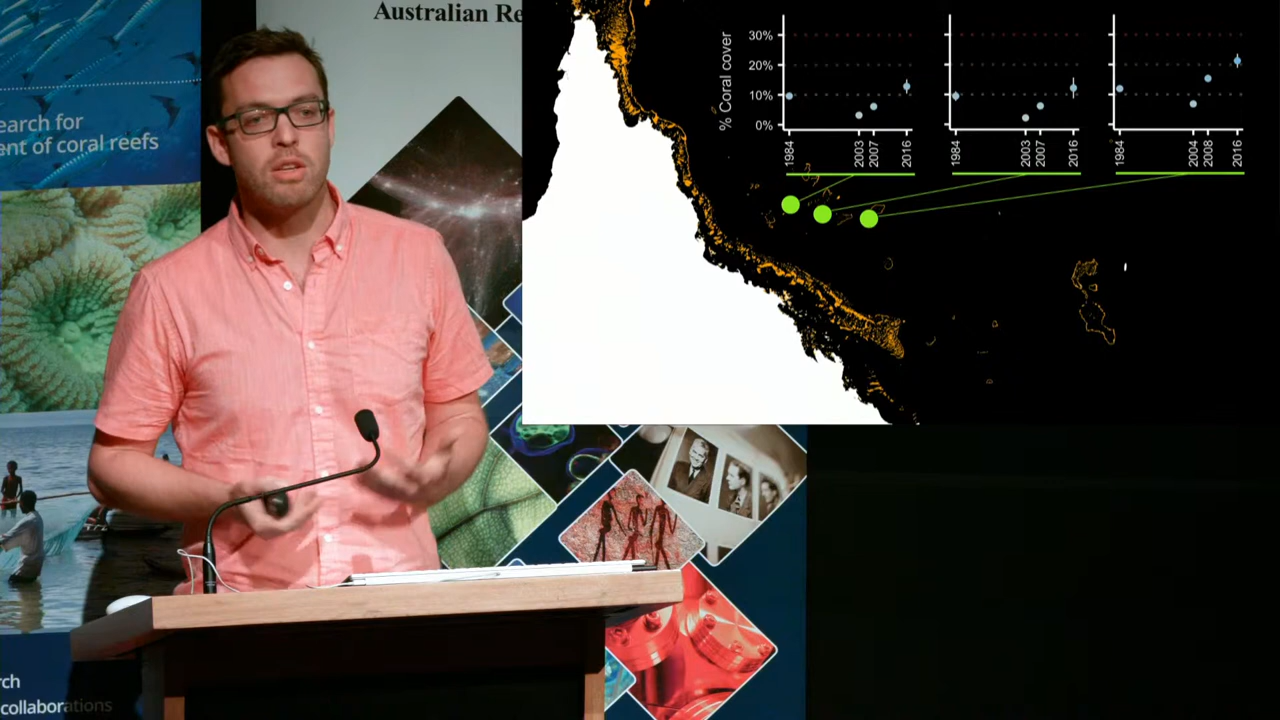 Australian Re
earch for
ent of coral reefs
rch
collaborations
% Coral cover
30%
20%
10%
0%
1984
2003
2007
2016
1984
2003
2007
2016
1984
2004
2008
2016